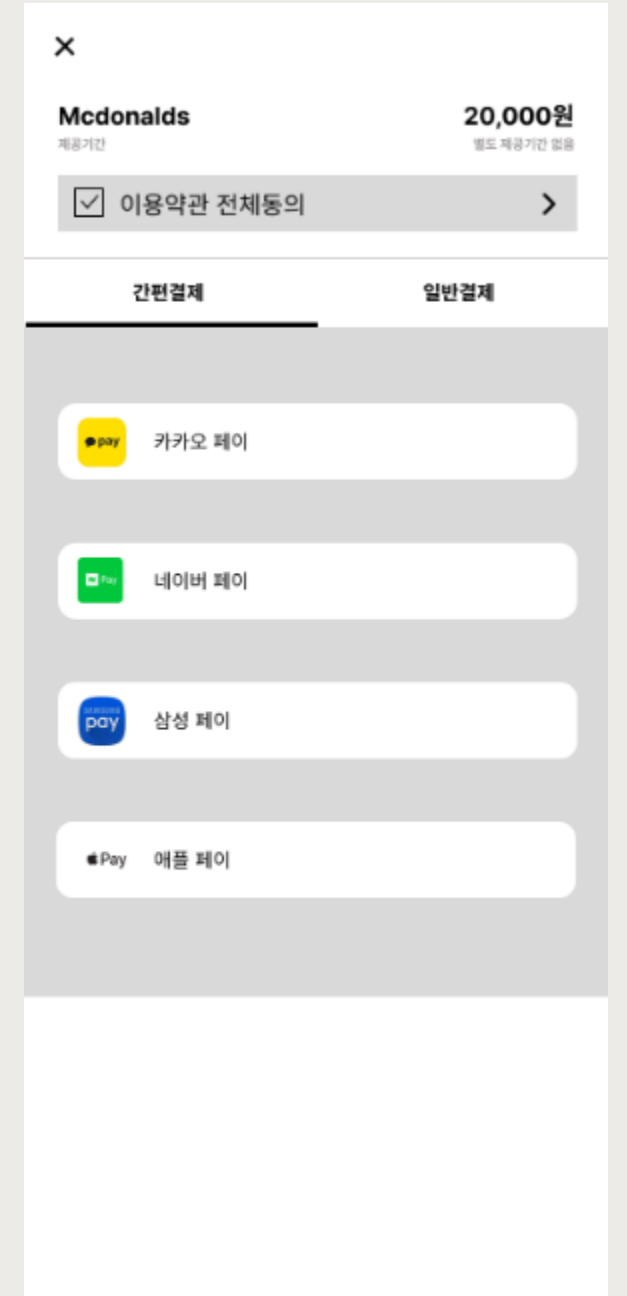 Mcdonalds 20,000원
제공기간 별도 제공기간 없음
이용약관 전체동의
간편결제 일반결제
pay 카카오 페이
N Pay 네이버 페이
SAMSUNG
pay 삼성 페이
Pay 애플 페이